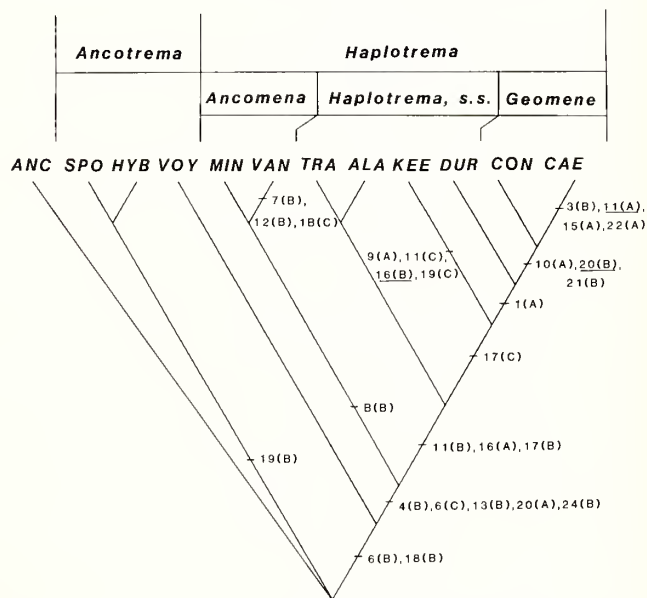 Ancotrema Haplotrema
Ancomena Haplotrema, s.s. Geomene
ANC SPO HYB VOY MIN VAN TRA ALA KEE DUR CON CAE
7(B),
12(B),1B(C)
3(B),11(A),
15(A),22(A)
9(A),11(C),
16(B),19(C)
10(A),20(B),
21(B)
1(A)
17(C)
8(B)
11(B),16(A),17(B)
19(B)
4(B),6(C),13(B),20(A),24(B)
6(B),18(B)